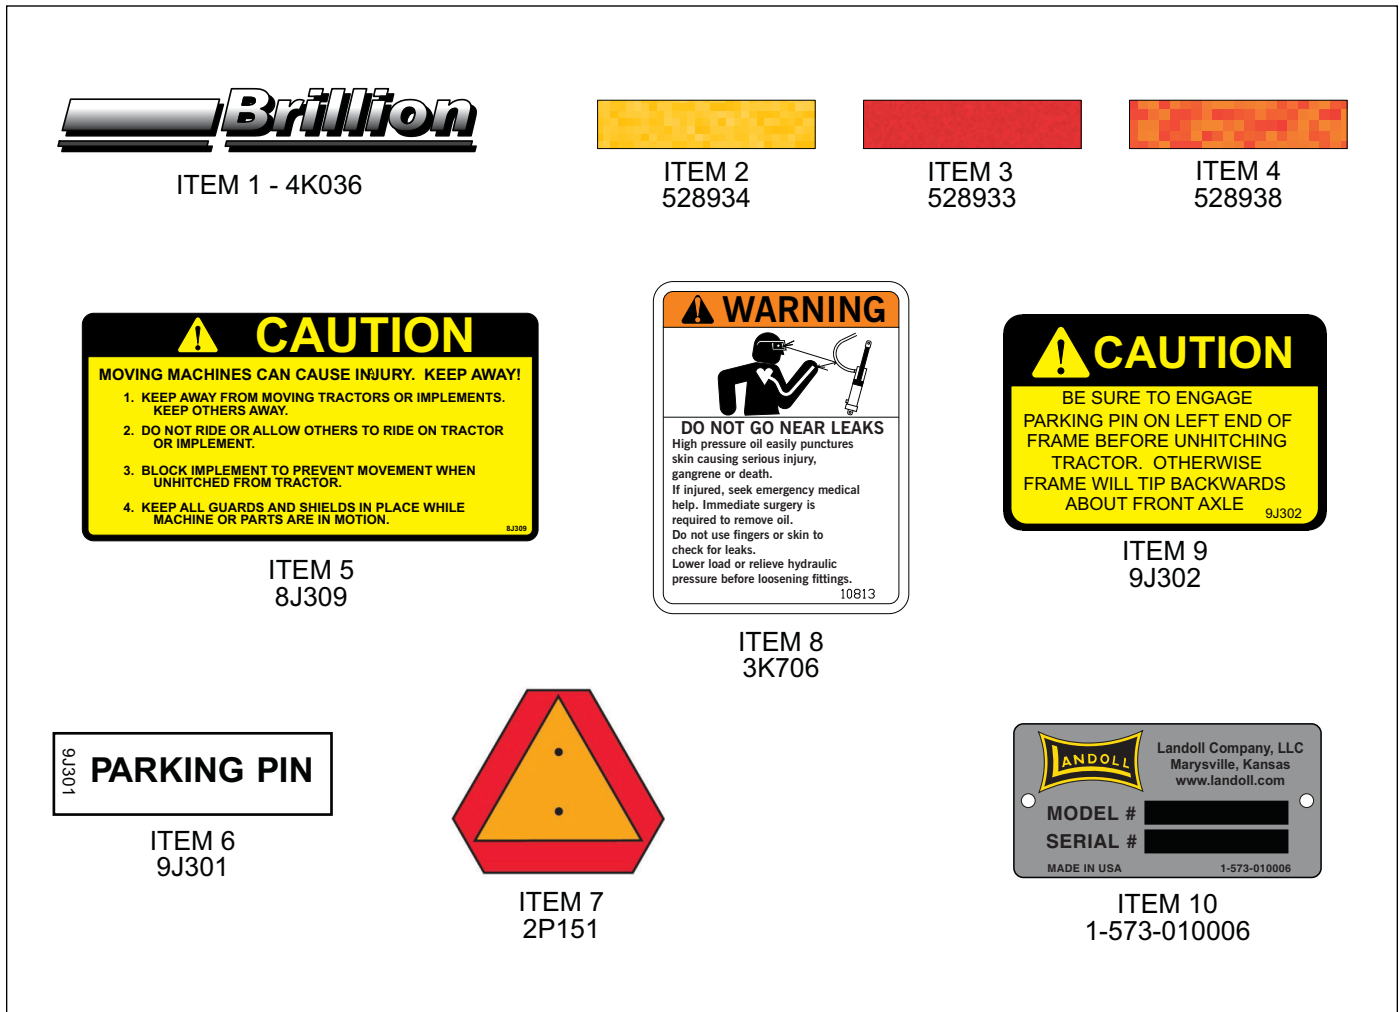 Brillion
ITEM 1 - 4K036
ITEM 2
528934
ITEM 3
528933
ITEM 4
528938
CAUTION
MOVING MACHINES CAN CAUSE INJURY.  KEEP AWAY!
1. KEEP AWAY FROM MOVING TRACTORS OR IMPLEMENTS.
KEEP OTHERS AWAY.
2. DO NOT RIDE OR ALLOW OTHERS TO RIDE ON TRACTOR
OR IMPLEMENT.
3. BLOCK IMPLEMENT TO PREVENT MOVEMENT WHEN
UNHITCHED FROM TRACTOR.
4. KEEP ALL GUARDS AND SHIELDS IN PLACE WHILE
MACHINE OR PARTS ARE IN MOTION.
8J309
ITEM 5
8J309
WARNING
DO NOT GO NEAR LEAKS
High pressure oil easily punctures
skin causing serious injury,
gangrene or death.
If injured, seek emergency medical
help. Immediate surgery is
required to remove oil.
Do not use fingers or skin to
check for leaks.
Lower load or relieve hydraulic
pressure before loosening fittings.
10813
ITEM 8
3K706
CAUTION
BE SURE TO ENGAGE
PARKING PIN ON LEFT END OF
FRAME BEFORE UNHITCHING
TRACTOR.  OTHERWISE
FRAME WILL TIP BACKWARDS
ABOUT FRONT AXLE
9J302
ITEM 9
9J302
9J301
PARKING PIN
ITEM 6
9J301
ITEM 7
2P151
LANDOLL
Landoll Company, LLC
Marysville, Kansas
www.landoll.com
MODEL #
SERIAL #
MADE IN USA
1-573-010006
ITEM 10
1-573-010006